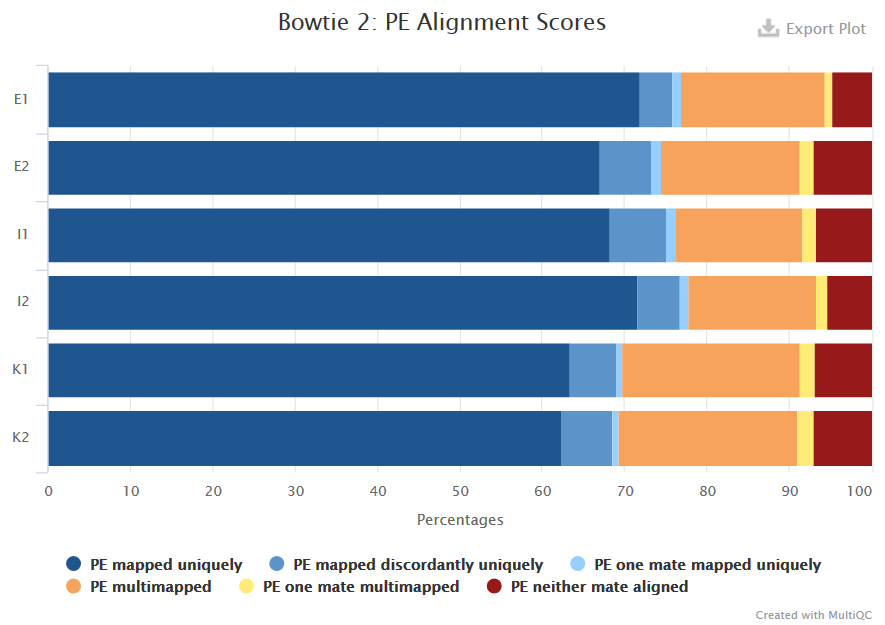 Bowtie 2: PE Alignment Scores
Export Plot
E1
E2
I1
I2
K1
K2
0 10 20 30 40 50 60 70 80 90 100
Percentages
PE mapped uniquely PE mapped discordantly uniquely PE one mate mapped uniquely
PE multimapped PE one mate multimapped PE neither mate aligned
Created with MultiQC